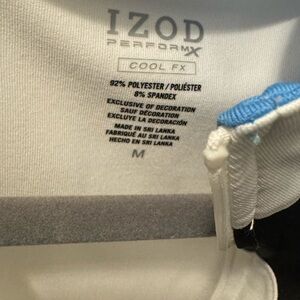 IZOD
PERFORMX
COOL FX
92% POLYESTER / POLIÉSTER
8% SPANDEX
EXCLUSIVE OF DECORATION
SAUF DÉCORATION
EXCLUYE LA DECORACIÓN
MADE IN SRI LANKA
FABRIQUÉ AU SRI LANKA
HECHO EN SRI LANKA
M